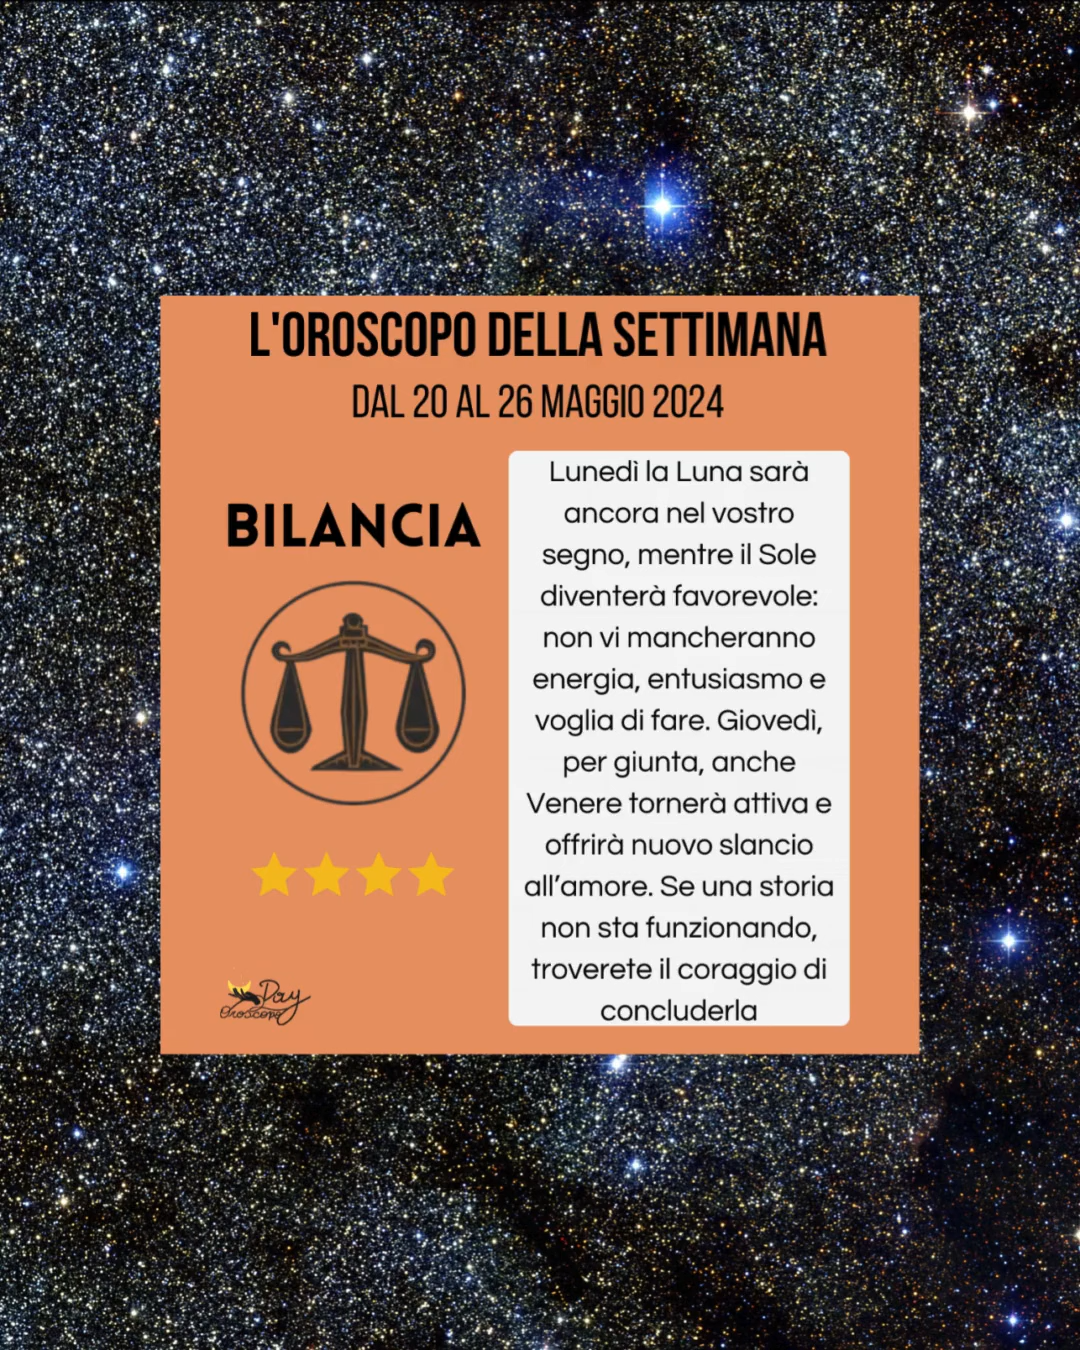 L'OROSCOPO DELLA SETTIMANA
DAL 20 AL 26 MAGGIO 2024
BILANCIA
Lunedì la Luna sarà
ancora nel vostro
segno, mentre il Sole
diventerà favorevole:
non vi mancheranno
energia, entusiasmo e
voglia di fare. Giovedì,
per giunta, anche
Venere tornerà attiva e
offrirà nuovo slancio
all’amore. Se una storia
non sta funzionando,
troverete il coraggio di
concluderla
Day
Oroscopo